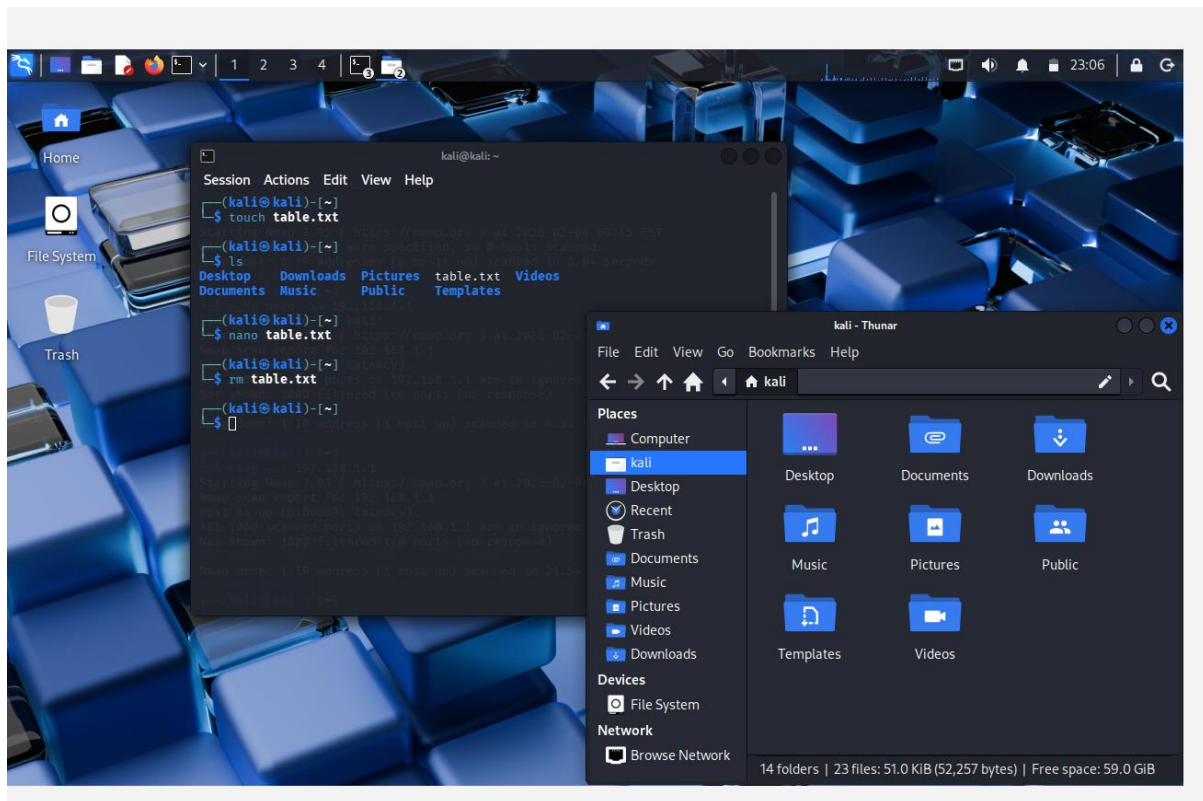 1 2 3 4 3 2 23:06
Home
File System
Trash
kali@kali: ~
Session Actions Edit View Help
┌──(kali㉿kali)-[~]
└─$ touch table.txt
┌──(kali㉿kali)-[~]
└─$ ls
Desktop Downloads Pictures table.txt Videos
Documents Music Public Templates
┌──(kali㉿kali)-[~]
└─$ nano table.txt
┌──(kali㉿kali)-[~]
└─$ rm table.txt
┌──(kali㉿kali)-[~]
└─$
kali - Thunar
File Edit View Go Bookmarks Help
kali
Places
Computer
kali
Desktop
Recent
Trash
Documents
Music
Pictures
Videos
Downloads
Devices
File System
Network
Browse Network
Desktop Documents Downloads
Music Pictures Public
Templates Videos
14 folders | 23 files: 51.0 KiB (52,257 bytes) | Free space: 59.0 GiB